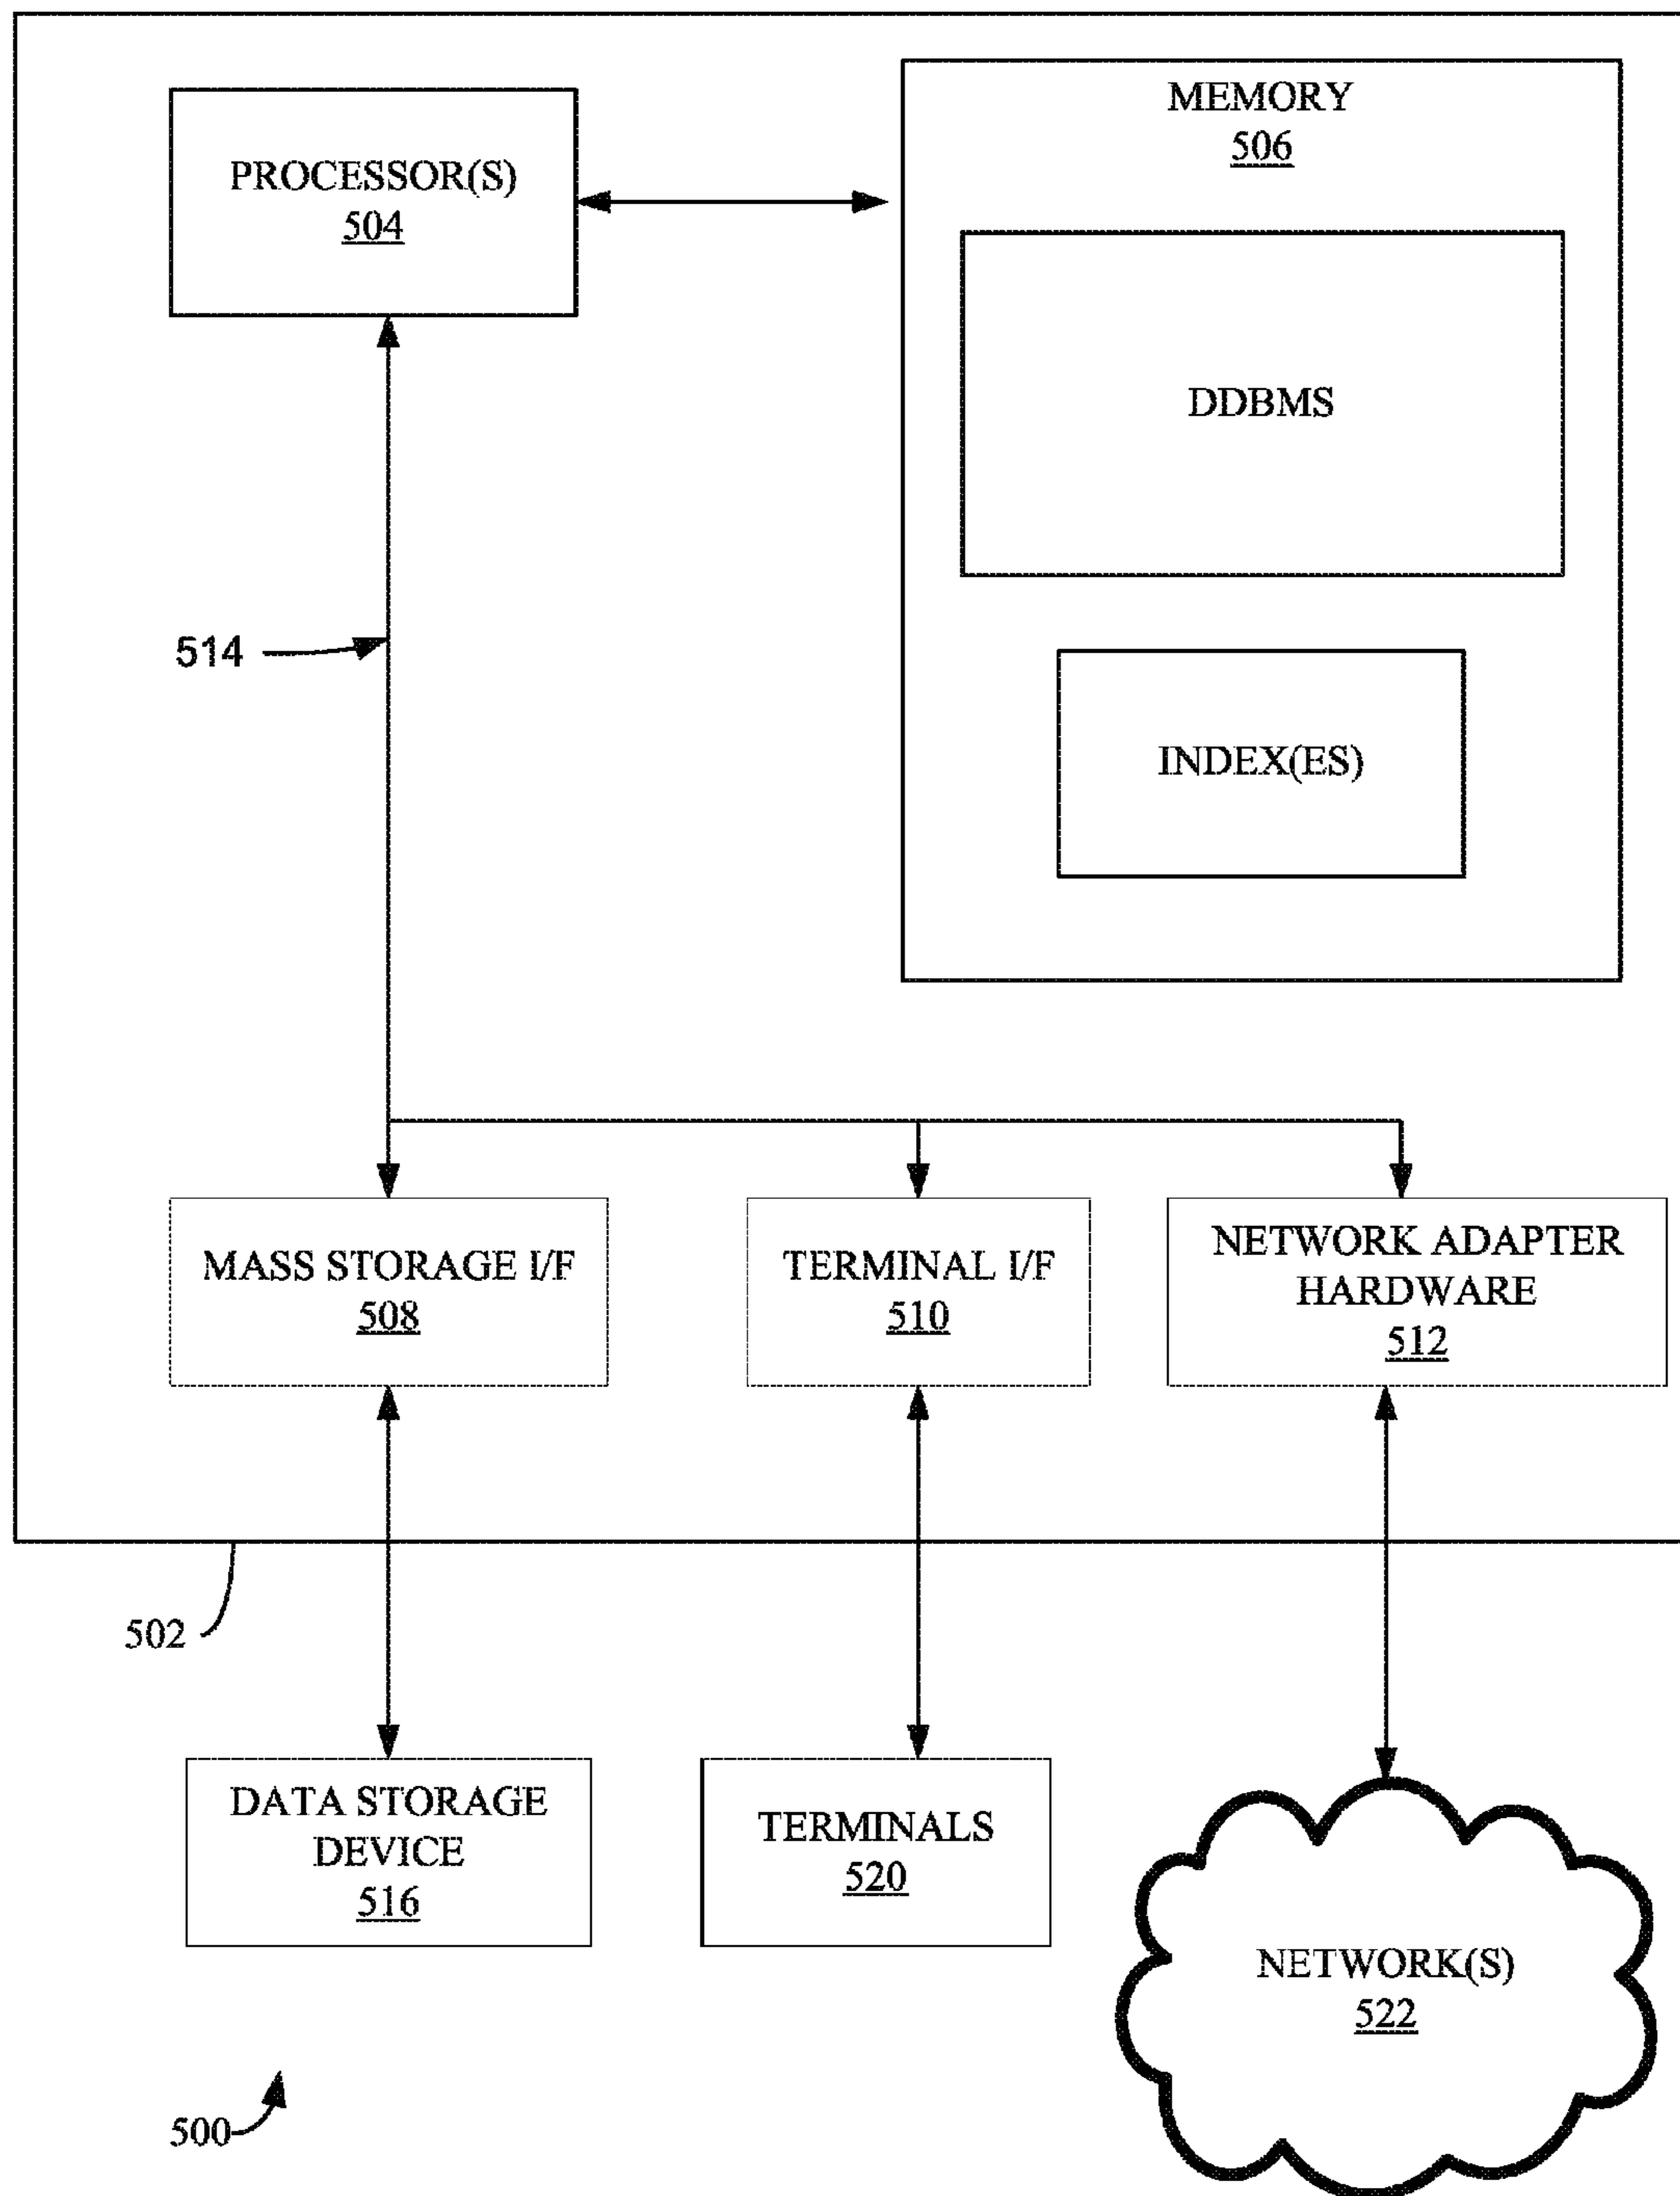 MEMORY
506
PROCESSOR(S)
504
DDBMS
514
INDEX(ES)
MASS STORAGE I/F
508
TERMINAL I/F
510
NETWORK ADAPTER
HARDWARE
512
502
DATA STORAGE
DEVICE
516
TERMINALS
520
NETWORK(S)
522
500